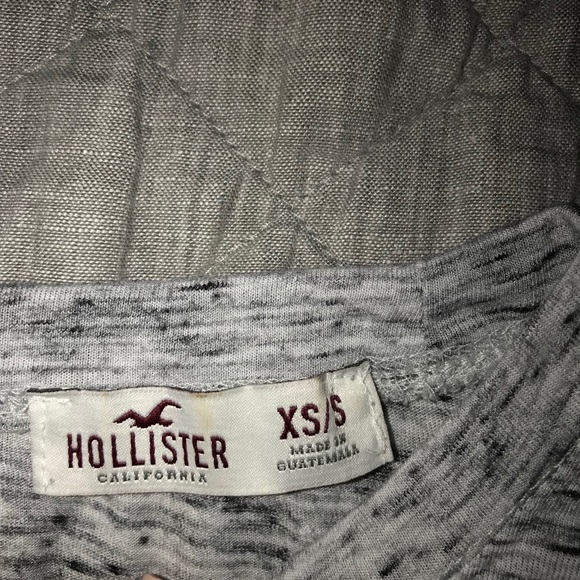 HOLLISTER
CALIFORNIA
XS/S
MADE IN
GUATEMALA